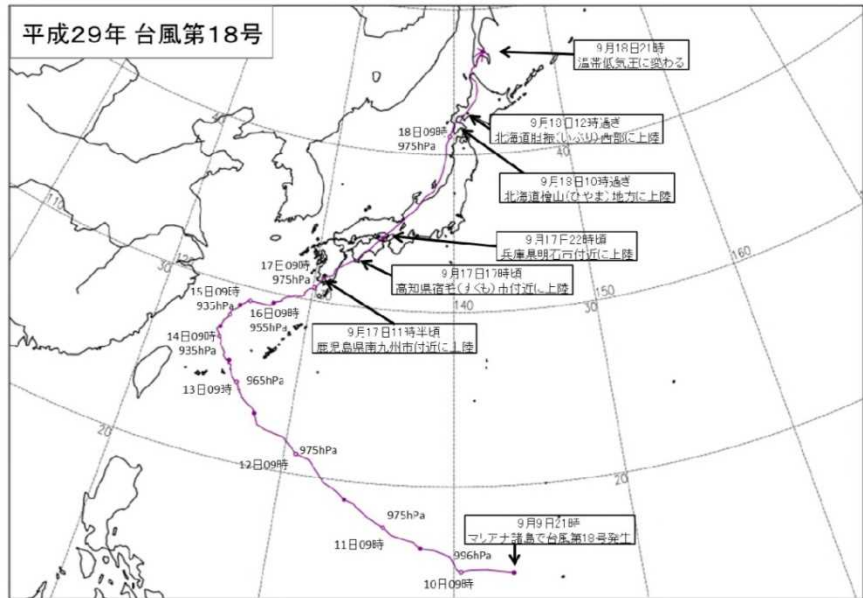 平成29年 台風第18号
9月18日21時
温帯低気圧に変わる
9月18日12時過ぎ
北海道胆振(いぶり)西部に上陸
18日09時
975hPa
40
9月18日10時過ぎ
北海道檜山(ひやま)地方に上陸
110
9月17日22時頃
兵庫県明石市付近に上陸
160
120
30
17日09時
975hPa
9月17日17時頃
高知県宿毛(すくも)市付近に上陸
15日09時
935hPa
16日09時
955hPa
140
30
150
14日09時
935hPa
9月17日11時半頃
鹿児島県南九州市付近に上陸
965hPa
13日09時
20
975hPa
12日09時
20
975hPa
9月9日21時
マリアナ諸島で台風第18号発生
11日09時
996hPa
10日09時